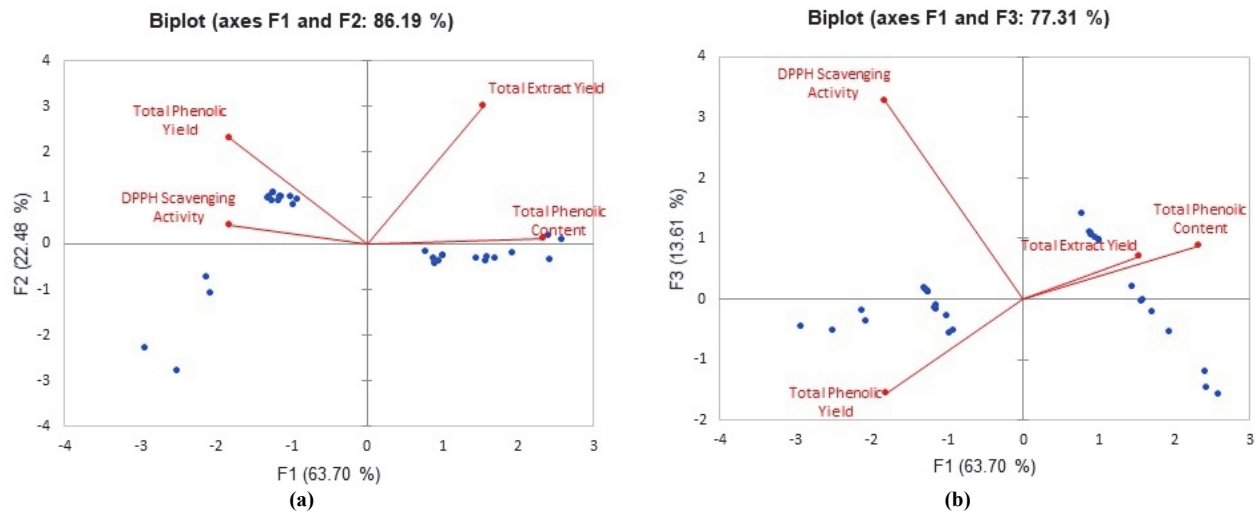 Biplot (axes F1 and F2: 86.19 %)
4
3
2
1
0
-1
-2
-3
-4
F2 (22.48 %)
Total Phenolic
Yield
DPPH Scavenging
Activity
Total Extract Yield
Total Phenoilc
Content
-4
-3
-2
-1
0
1
2
3
F1 (63.70 %)
(a)
Biplot (axes F1 and F3: 77.31 %)
4
3
2
1
0
-1
-2
F3 (13.61 %)
DPPH Scavenging
Activity
Total Phenoilc
Content
Total Extract Yield
Total Phenolic
Yield
-4
-3
-2
-1
0
1
2
3
F1 (63.70 %)
(b)